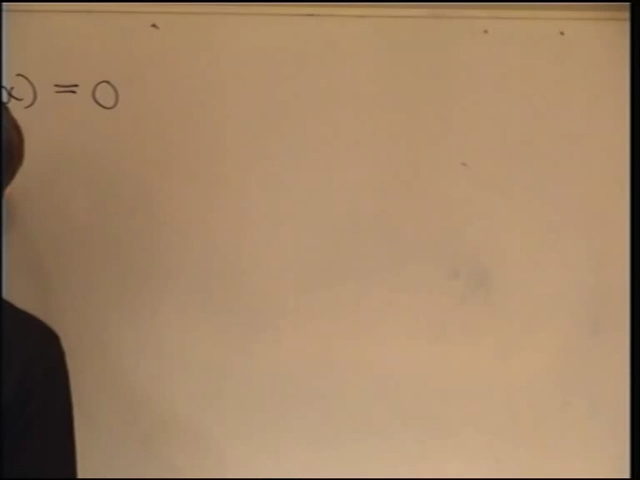 x) = 0